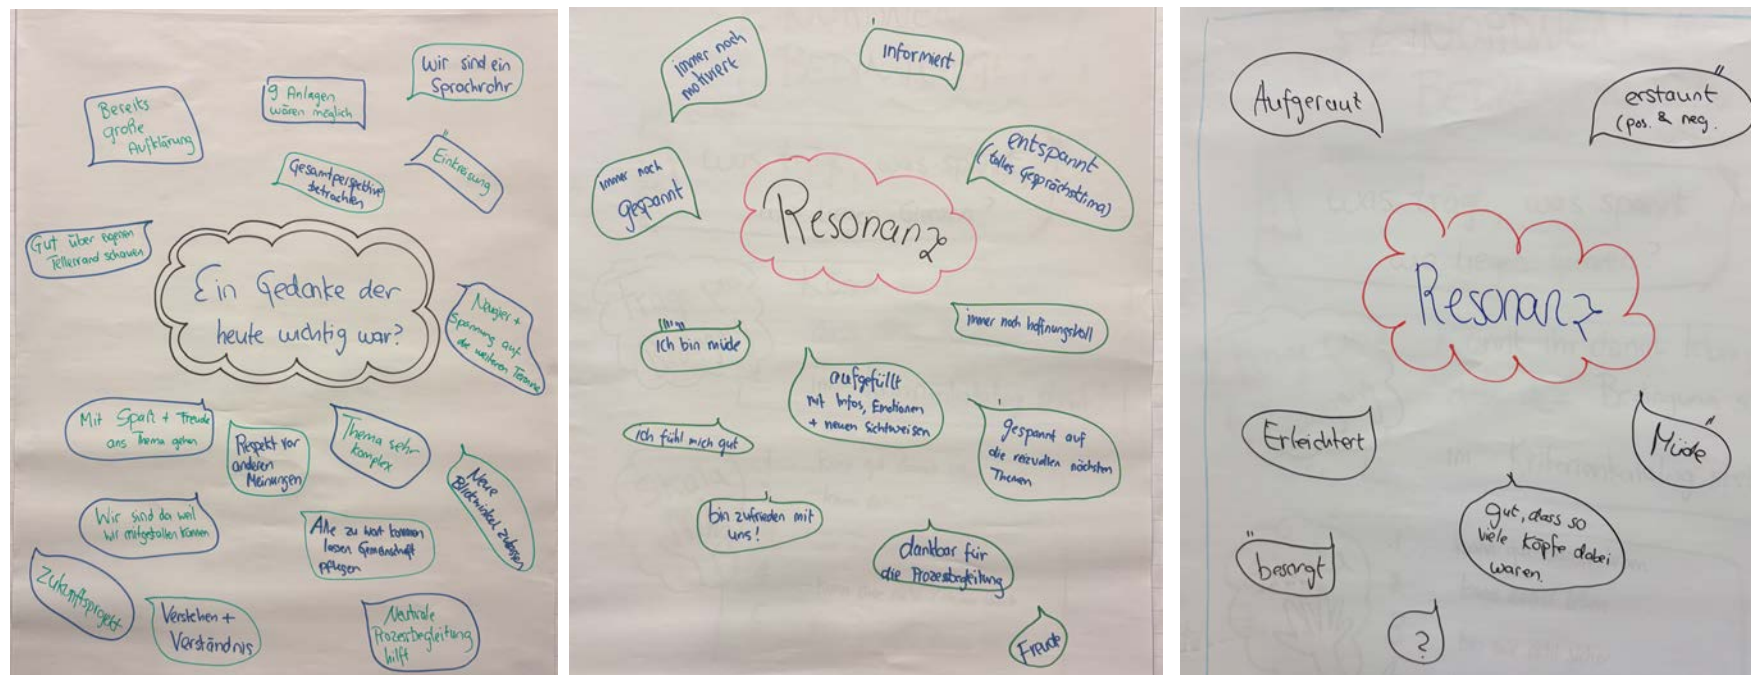 Wir sind ein
Sprachrohr
9 Anlagen
wären möglich
Bereits
große
Aufklärung
Einkreisung
Gesamtperspektive
betrachten
Gut über eigenen
Tellerrand schauen
Ein Gedanke der
heute wichtig war?
Neugier +
Spannung auf
die weiteren Termine
Mit Spaß + Freude
ans Thema gehen
Respekt vor
anderen
Meinungen
Thema sehr
komplex
Neue
Blickwinkel zulassen
Wir sind da weil
wir mitgestalten können
Alle zu Wort kommen
lassen Gemeinschaft
pflegen
Zukunftsprojekt
Verstehen +
Verständnis
Neutrale
Prozessbegleitung
hilft
immer noch
motiviert
informiert
immer noch
gespannt
entspannt
(tolles Gesprächsklima)
Resonanz
immer noch hoffnungsvoll
Ich bin müde
aufgefüllt
mit Infos, Emotionen
+ neuen Sichtweisen
Ich fühl mich gut
gespannt auf
die reizvollen nächsten
Themen
bin zufrieden mit
uns!
dankbar für
die Prozessbegleitung
Freude
Aufgeraut
erstaunt
(pos. & neg.
Resonanz
Erleichtert
Müde
gut, dass so
viele Köpfe dabei
waren.
besorgt
?